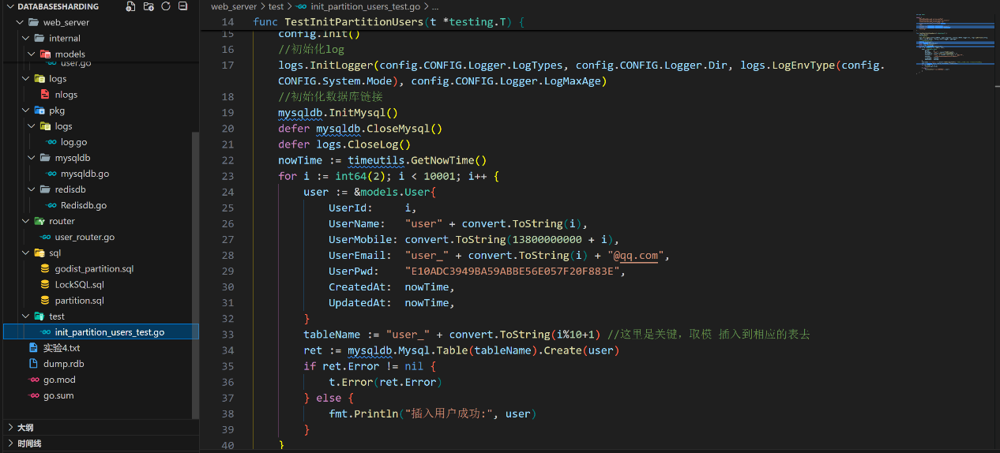 DATABASESHARDING
web_server
internal
models
user.go
logs
nlogs
pkg
logs
log.go
mysqldb
mysqldb.go
redisdb
Redisdb.go
router
user_router.go
sql
godist_partition.sql
LockSQL.sql
partition.sql
test
init_partition_users_test.go
实验4.txt
dump.rdb
go.mod
go.sum
大纲
时间线
web_server > test > init_partition_users_test.go > ...
14 func TestInitPartitionUsers(t *testing.T) {
15 config.Init()
16 //初始化log
17 logs.InitLogger(config.CONFIG.Logger.LogTypes, config.CONFIG.Logger.Dir, logs.LogEnvType(config.
CONFIG.System.Mode), config.CONFIG.Logger.LogMaxAge)
18 //初始化数据库链接
19 mysqldb.InitMysql()
20 defer mysqldb.CloseMysql()
21 defer logs.CloseLog()
22 nowTime := timeutils.GetNowTime()
23 for i := int64(2); i < 10001; i++ {
24 user := &models.User{
25 UserId: i,
26 UserName: "user" + convert.ToString(i),
27 UserMobile: convert.ToString(13800000000 + i),
28 UserEmail: "user_" + convert.ToString(i) + "@qq.com",
29 UserPwd: "E10ADC3949BA59ABBE56E057F20F883E",
30 CreatedAt: nowTime,
31 UpdatedAt: nowTime,
32 }
33 tableName := "user_" + convert.ToString(i%10+1) //这里是关键，取模 插入到相应的表去
34 ret := mysqldb.Mysql.Table(tableName).Create(user)
35 if ret.Error != nil {
36 t.Error(ret.Error)
37 } else {
38 fmt.Println("插入用户成功:", user)
39 }
40 }